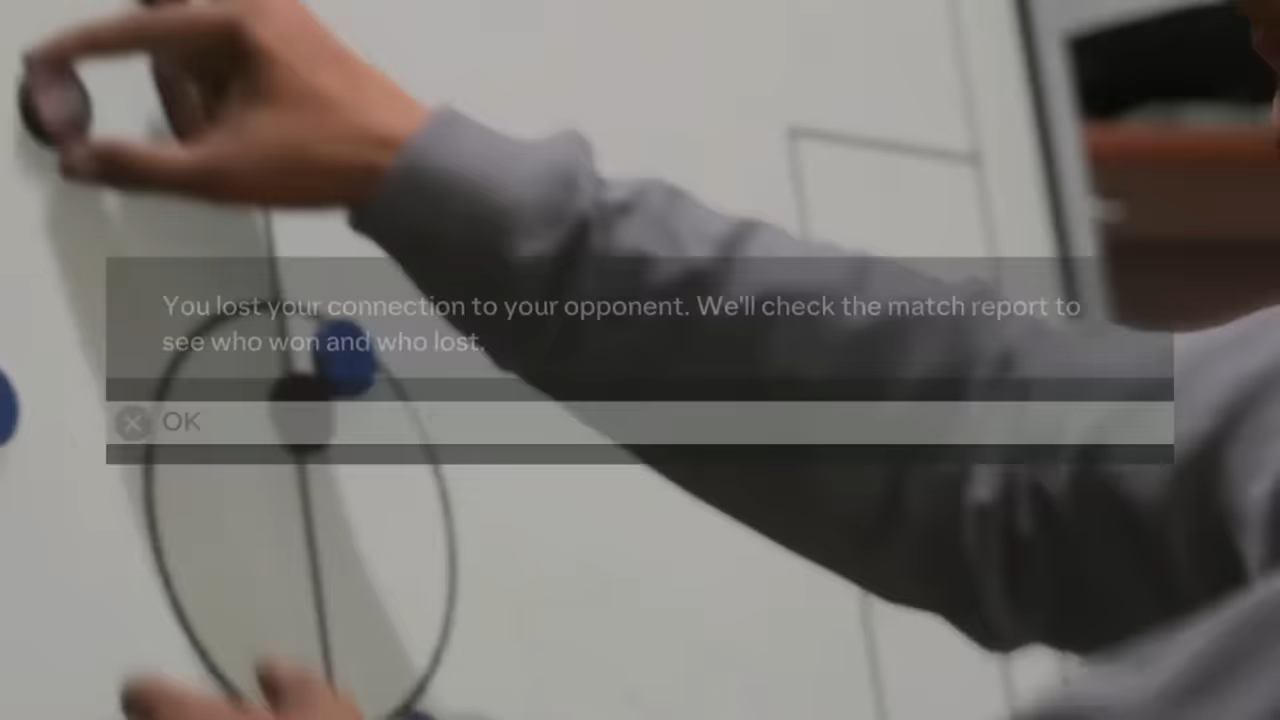 You lost your connection to your opponent. We'll check the match report to
see who won and who lost.
OK